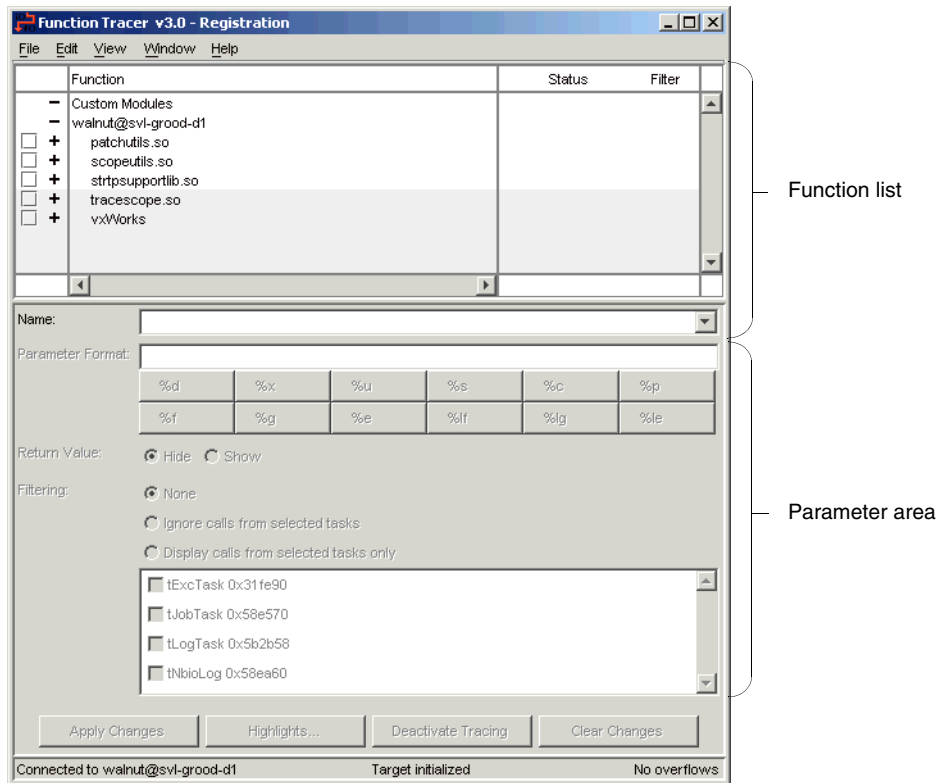 Function Tracer v3.0 - Registration
File Edit View Window Help
Function Status Filter
Custom Modules
walnut@svl-grood-d1
patchutils.so
scopeutils.so
strtpsupportlib.so
tracescope.so
vxWorks
Function list
Name:
Parameter Format:
%d %x %u %s %c %p
%f %g %e %lf %lg %le
Return Value: Hide Show
Filtering: None
Ignore calls from selected tasks
Parameter area
Display calls from selected tasks only
tExcTask 0x31fe90
tJobTask 0x58e570
tLogTask 0x5b2b58
tNbioLog 0x58ea60
Apply Changes Highlights... Deactivate Tracing Clear Changes
Connected to walnut@svl-grood-d1 Target initialized No overflows